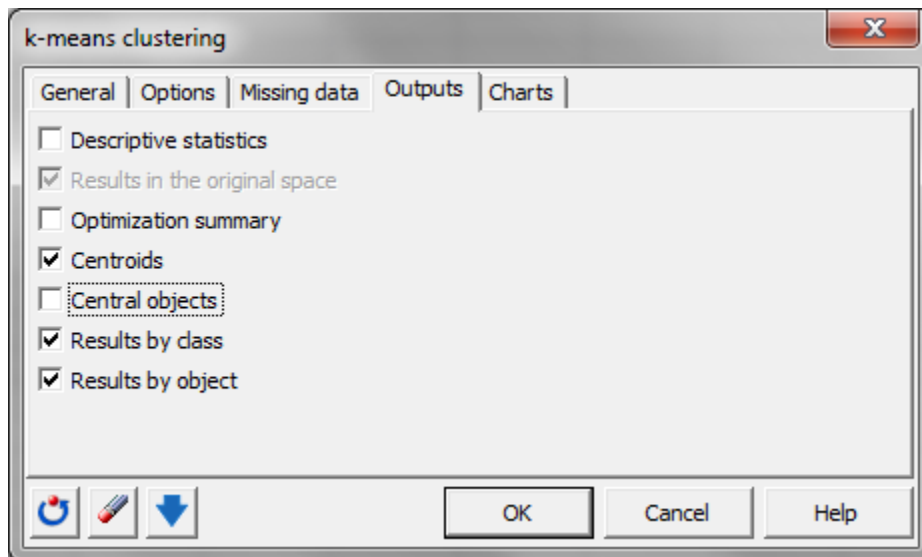 k-means clustering
General Options Missing data Outputs Charts
Descriptive statistics
Results in the original space
Optimization summary
Centroids
Central objects
Results by class
Results by object
OK Cancel Help